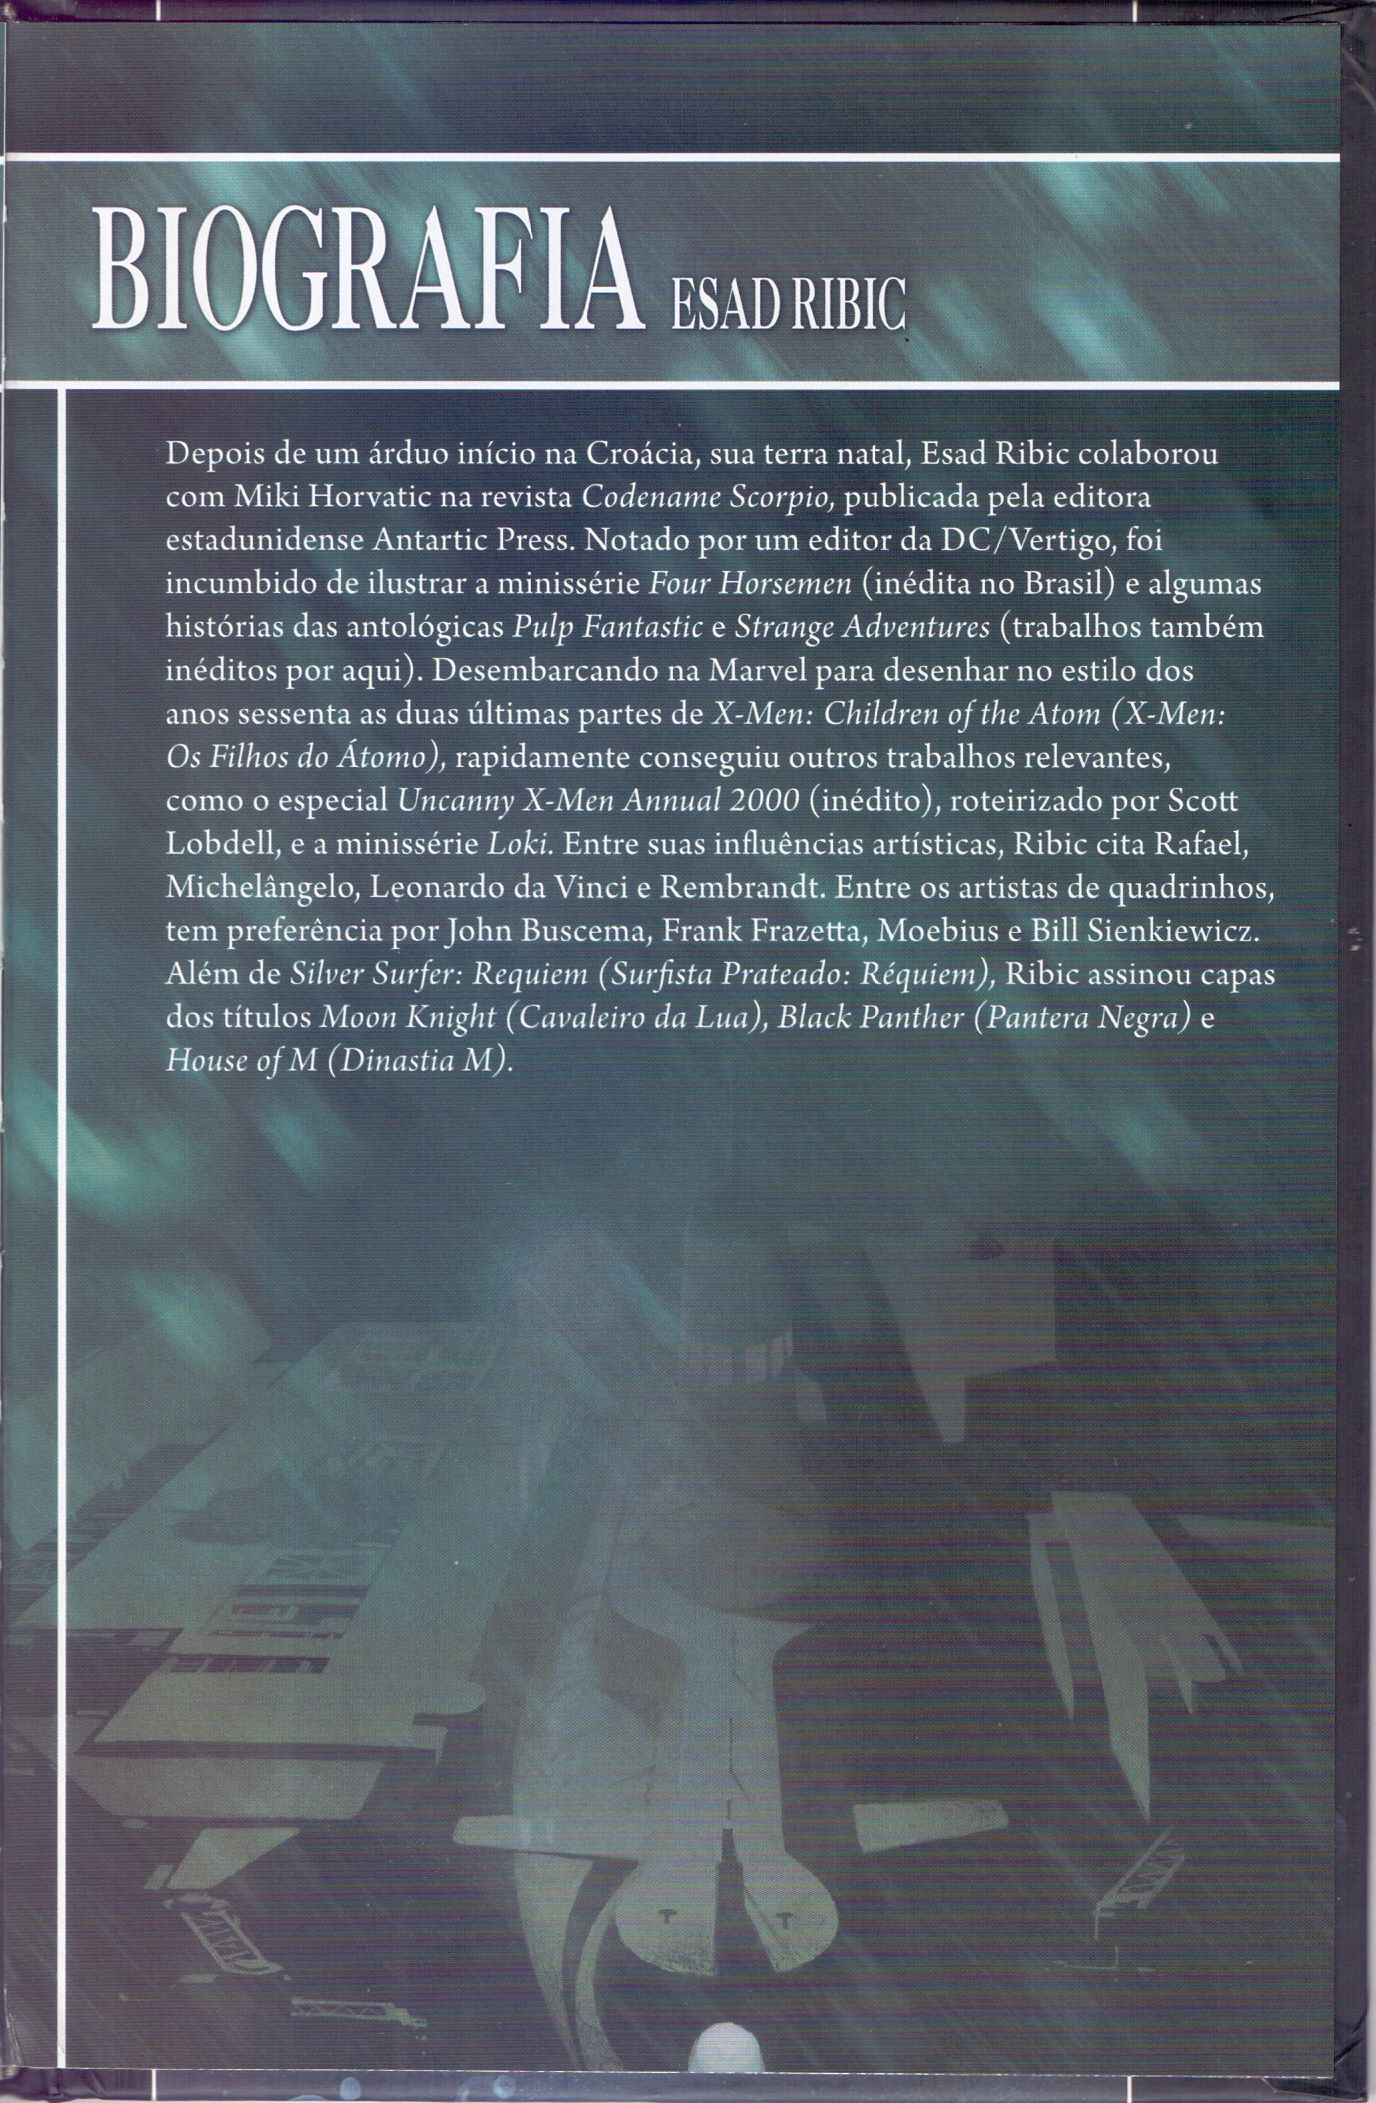 BIOGRAFIA ESAD RIBIC
Depois de um árduo início na Croácia, sua terra natal, Esad Ribic colaborou
com Miki Horvatic na revista Codename Scorpio, publicada pela editora
estadunidense Antartic Press. Notado por um editor da DC/Vertigo, foi
incumbido de ilustrar a minissérie Four Horsemen (inédita no Brasil) e algumas
histórias das antológicas Pulp Fantastic e Strange Adventures (trabalhos também
inéditos por aqui). Desembarcando na Marvel para desenhar no estilo dos
anos sessenta as duas últimas partes de X-Men: Children of the Atom (X-Men:
Os Filhos do Átomo), rapidamente conseguiu outros trabalhos relevantes,
como o especial Uncanny X-Men Annual 2000 (inédito), roteirizado por Scott
Lobdell, e a minissérie Loki. Entre suas influências artísticas, Ribic cita Rafael,
Michelângelo, Leonardo da Vinci e Rembrandt. Entre os artistas de quadrinhos,
tem preferência por John Buscema, Frank Frazetta, Moebius e Bill Sienkiewicz.
Além de Silver Surfer: Requiem (Surfista Prateado: Réquiem), Ribic assinou capas
dos títulos Moon Knight (Cavaleiro da Lua), Black Panther (Pantera Negra) e
House of M (Dinastia M).